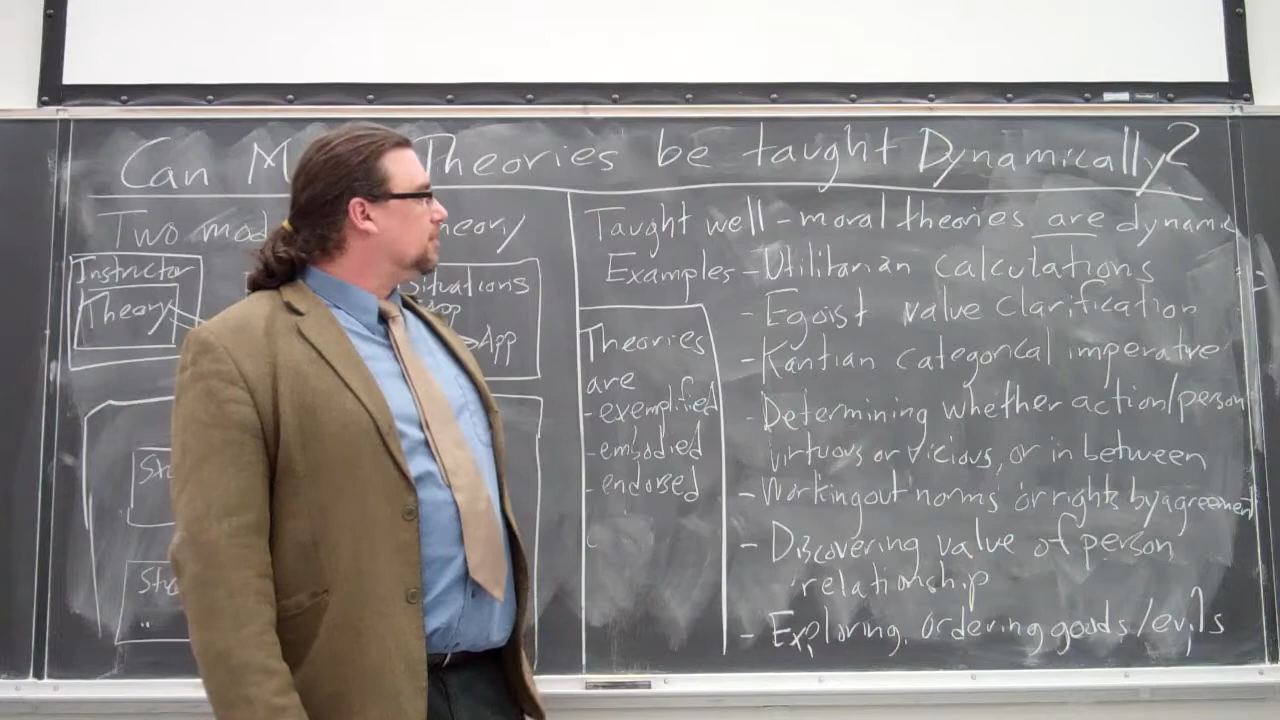 Can M Theories be taught Dynamically?
Two mod heory
Instructor
Theory
Situations
App
St
Stu
"
Taught well - moral theories are dynamic
Examples - Utilitarian calculations
- Egoist value clarification
- Kantian categorical imperative
- Determining whether action/person
virtuous or vicious, or in between
- Working out norms or rights by agreement
- Discovering value of person,
relationship
- Exploring, ordering goods/evils
Theories
are
- exemplified
- embodied
- endorsed